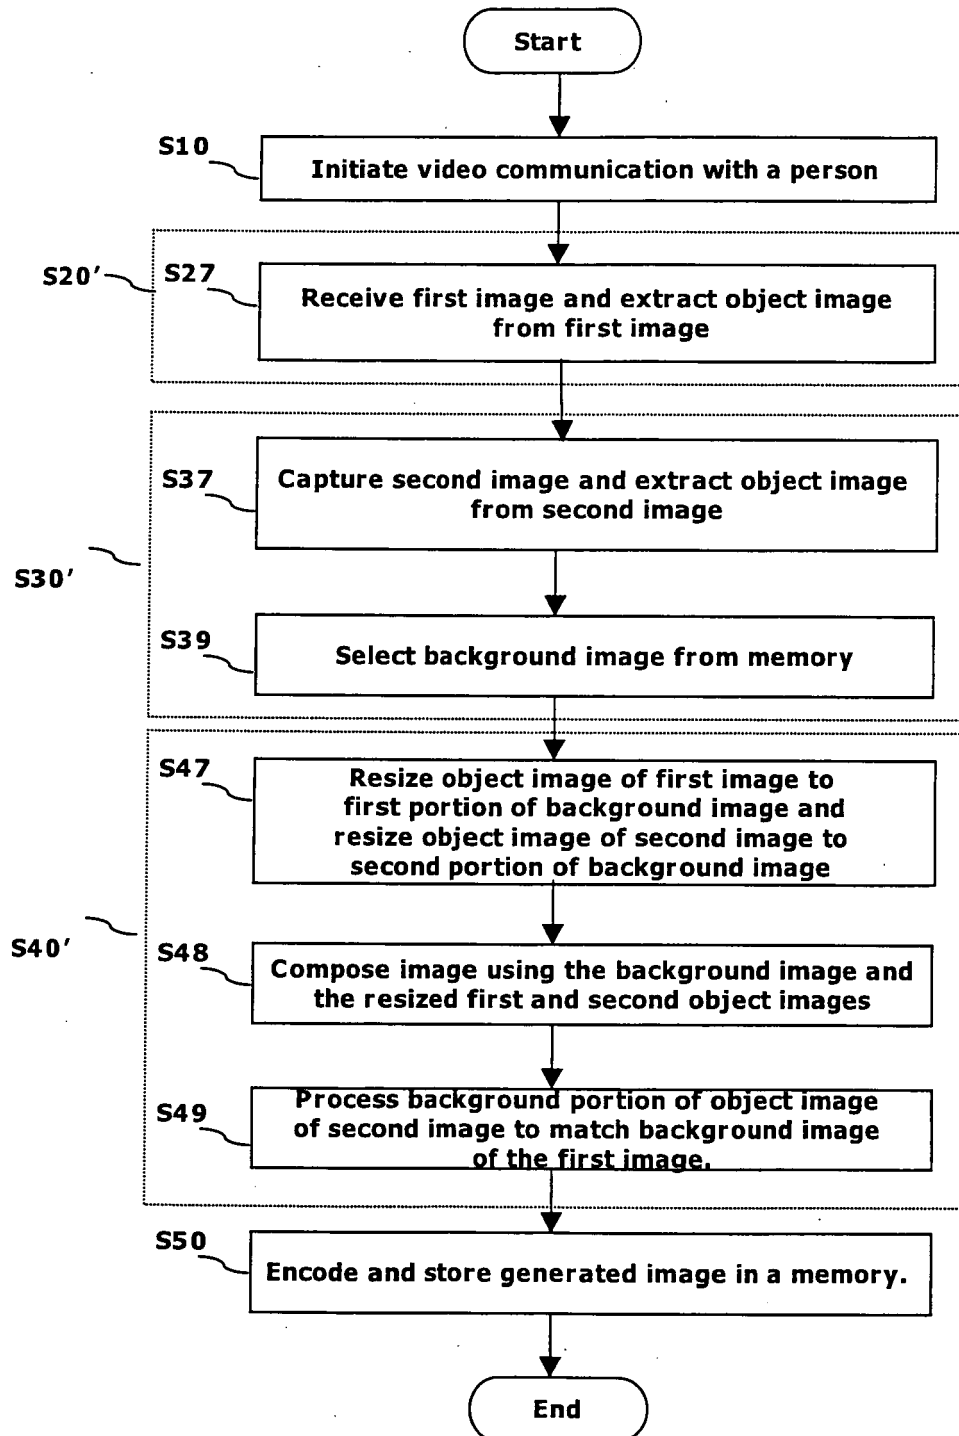 Start
S10
Initiate video communication with a person
S20'
S27
Receive first image and extract object image
from first image
S37
Capture second image and extract object image
from second image
S30'
S39
Select background image from memory
S47
Resize object image of first image to
first portion of background image and
resize object image of second image to
second portion of background image
S40'
S48
Compose image using the background image and
the resized first and second object images
S49
Process background portion of object image
of second image to match background image
of the first image.
S50
Encode and store generated image in a memory.
End